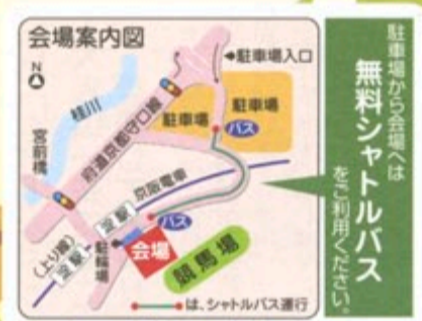 会場案内図
N
桂川
宮前橋
府道京都守口線
駐車場入口
駐車場
駐車場
バス
京阪電車
淀駅
バス
(上り線)
淀駅
駐輪場
会場
競馬場
は、シャトルバス運行
駐車場から会場へは
無料シャトルバス
をご利用ください。